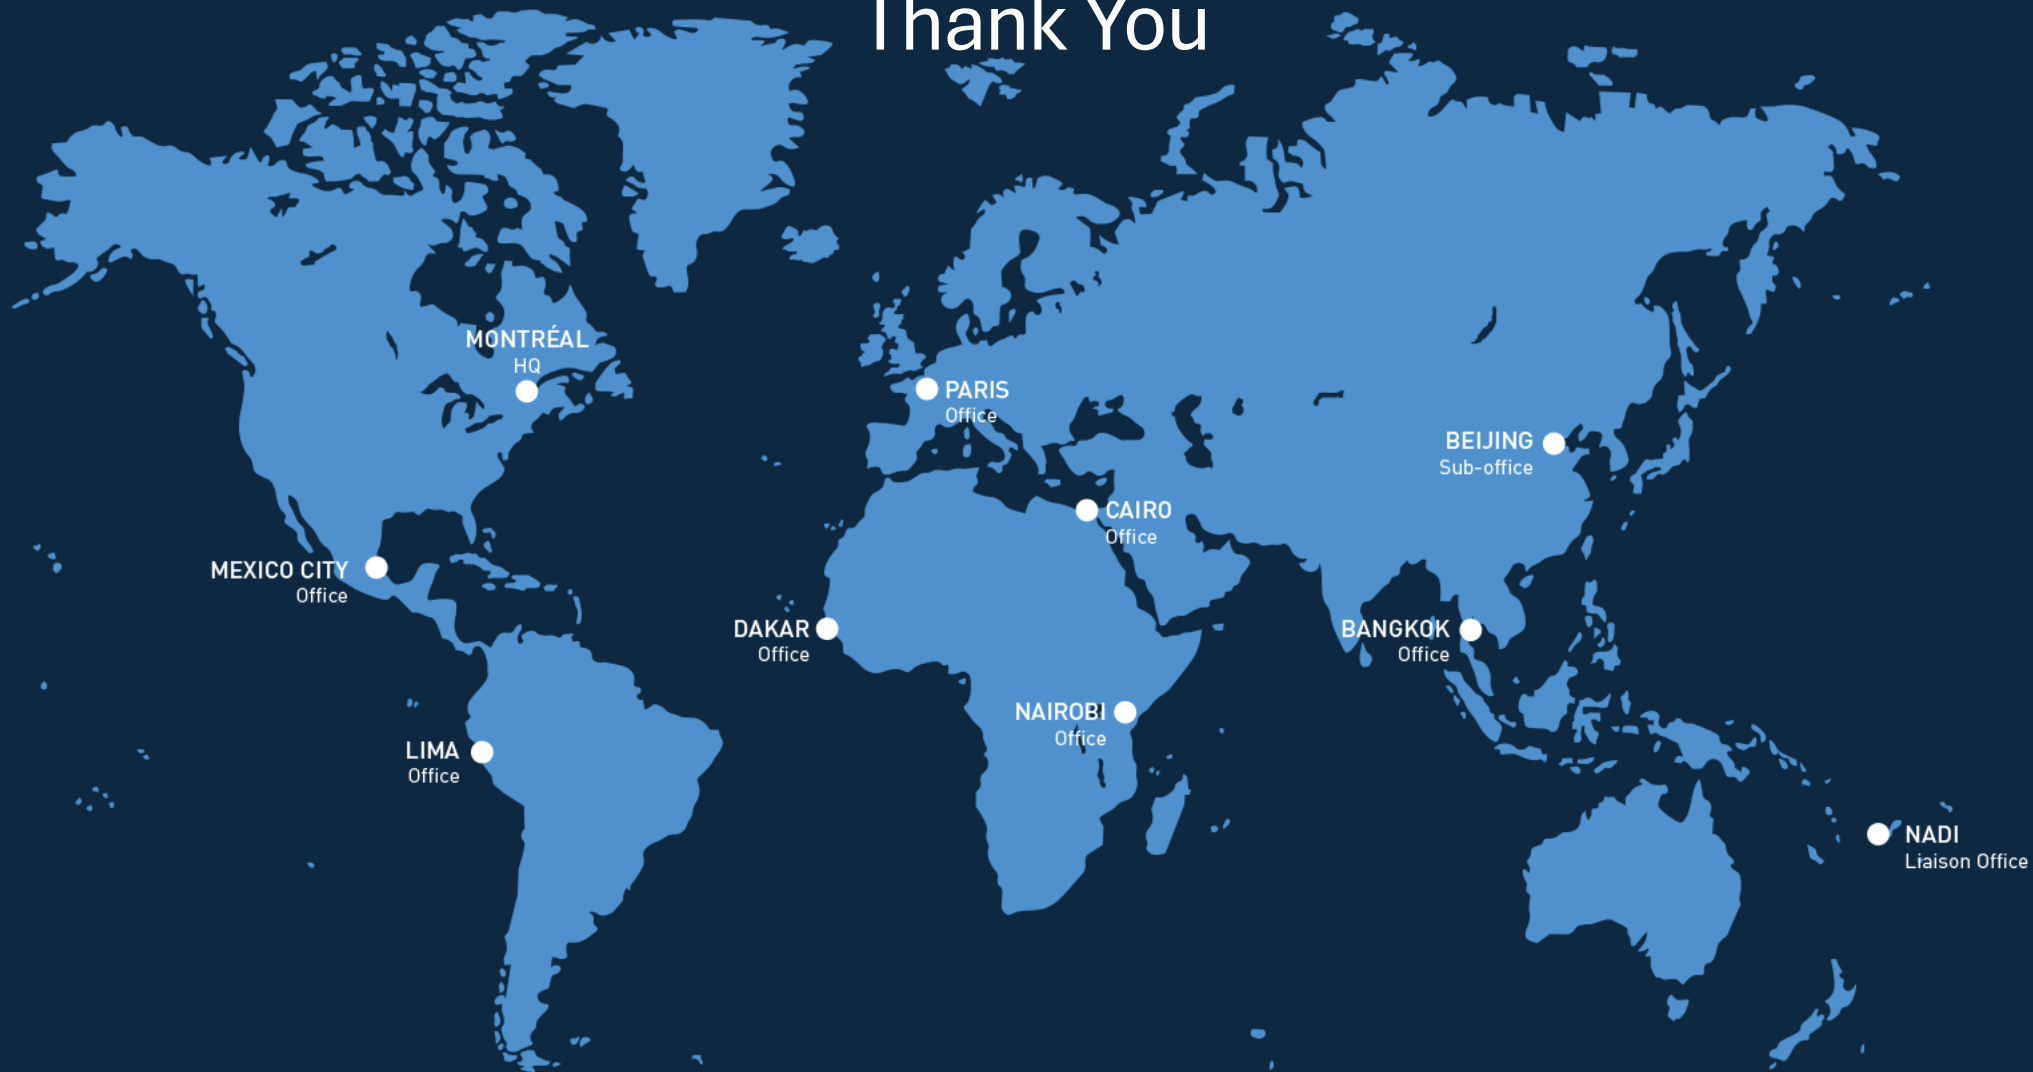 Thank You
MONTRÉAL
HQ
PARIS
Office
BEIJING
Sub-office
CAIRO
Office
MEXICO CITY
Office
DAKAR
Office
BANGKOK
Office
NAIROBI
Office
LIMA
Office
NADI
Liaison Office